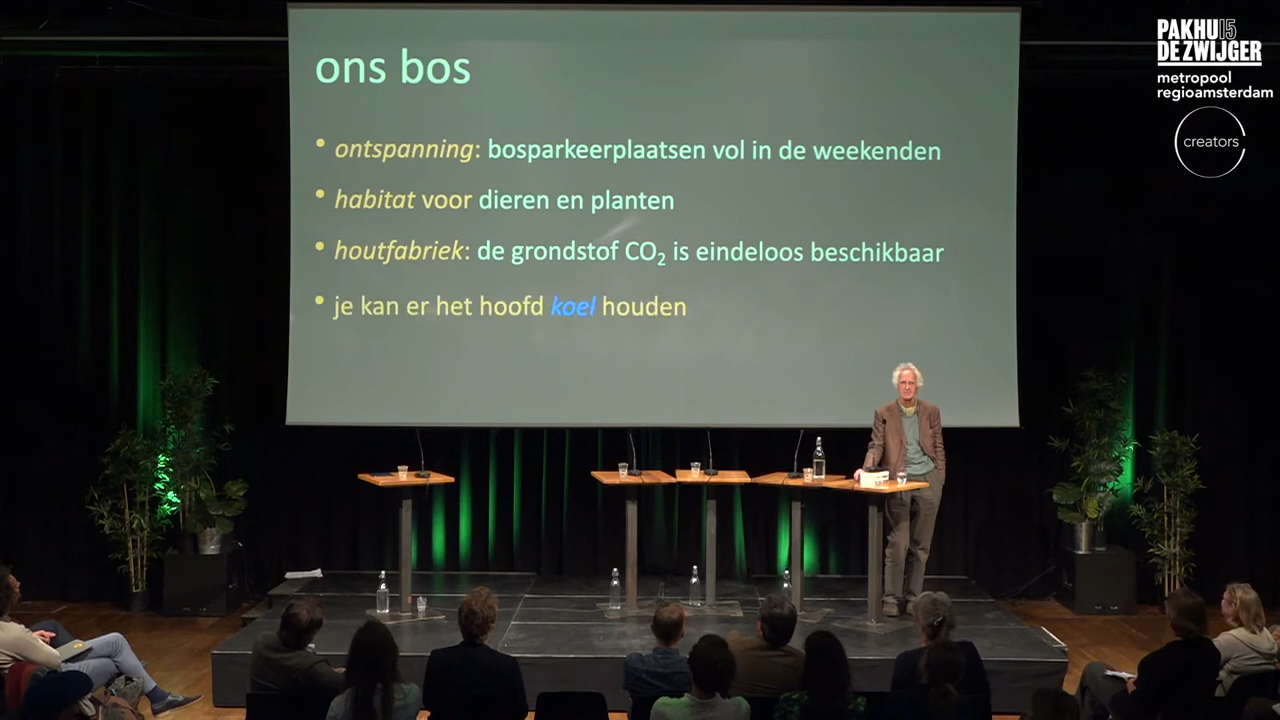 ons bos
• ontspanning: bosparkeerplaatsen vol in de weekenden
• habitat voor dieren en planten
• houtfabriek: de grondstof CO₂ is eindeloos beschikbaar
• je kan er het hoofd koel houden
PAKHU15
DE ZWIJGER
metropool
regioamsterdam
creators